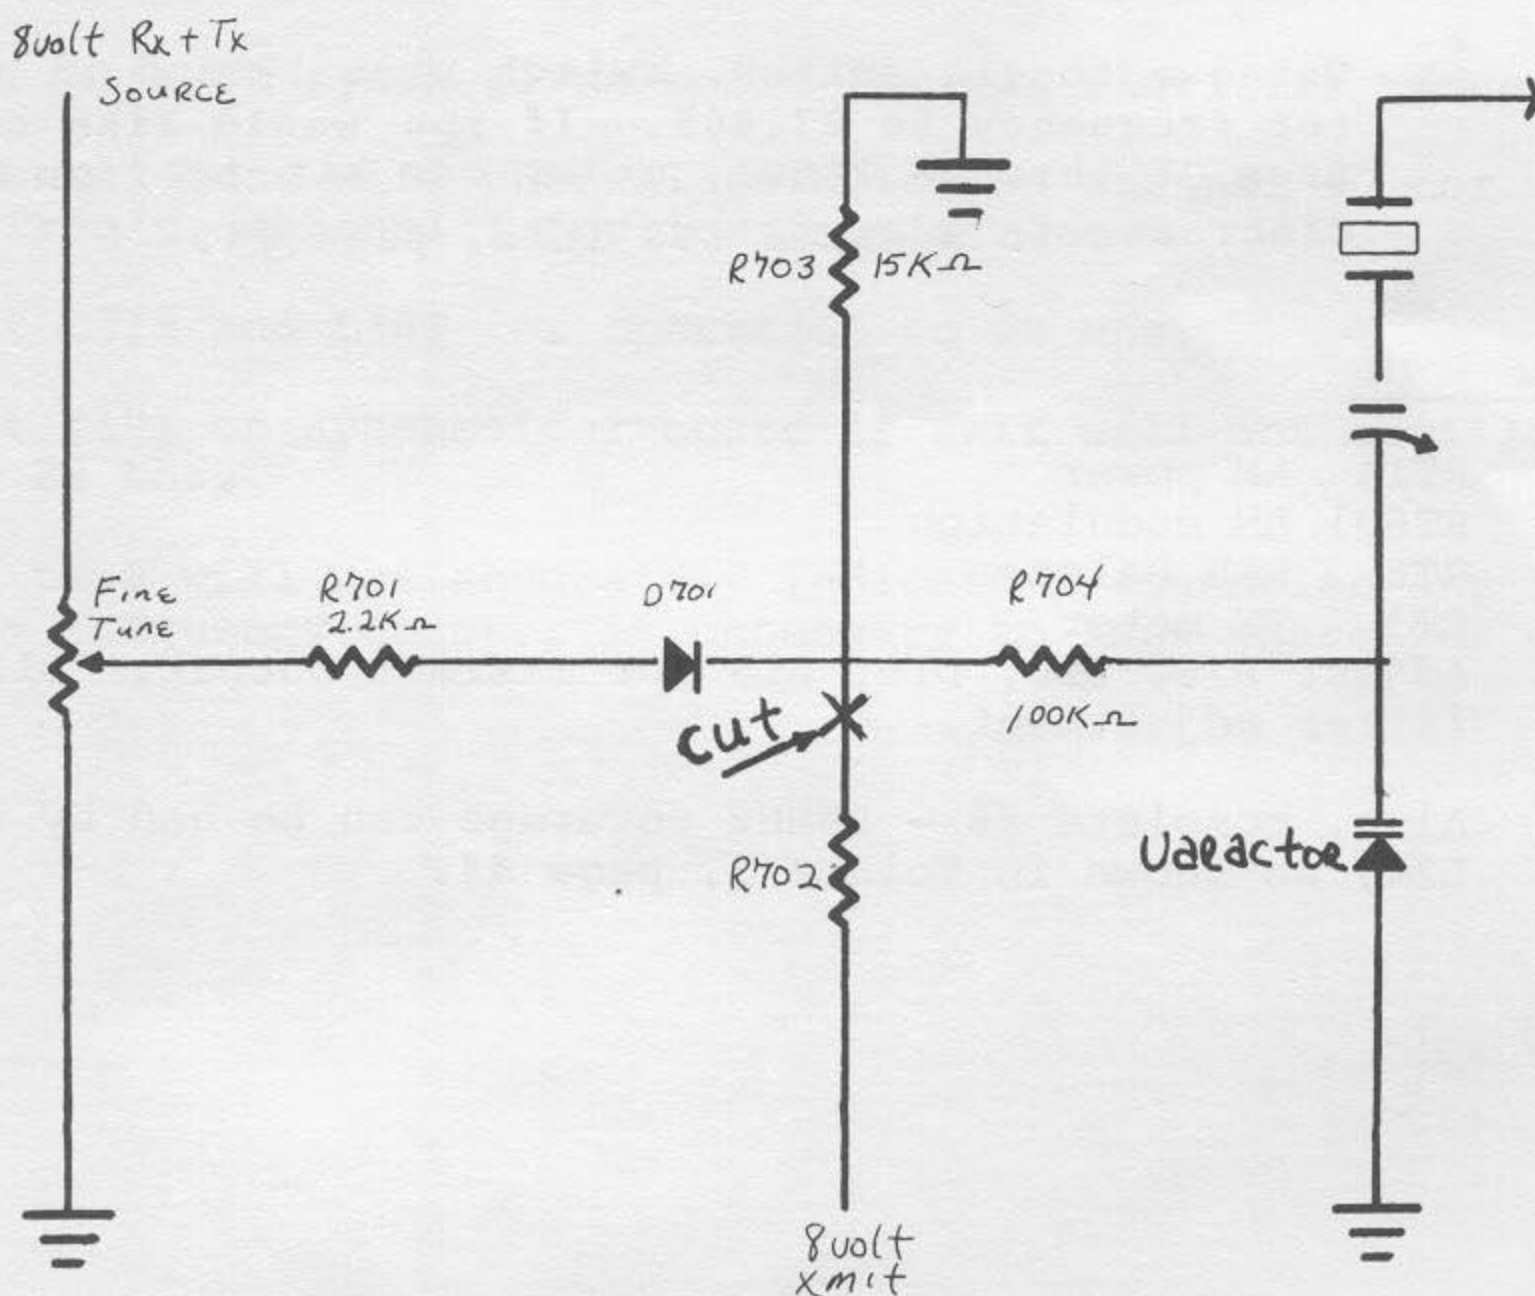 8volt Rx + Tx
SOURCE
R703
15KΩ
FinE
TunE
R701
2.2KΩ
D701
R704
100KΩ
cut
R702
Varactor
8volt
xmit